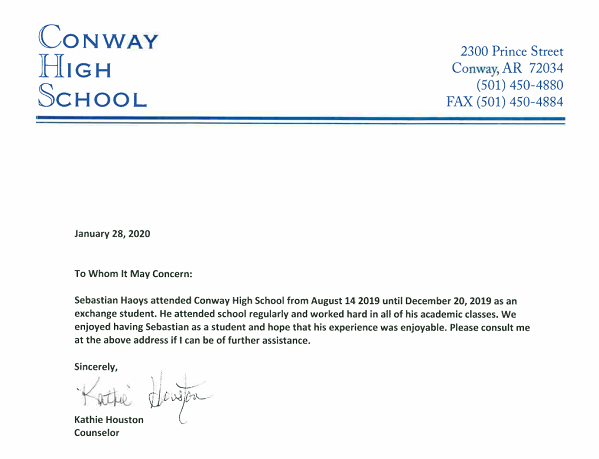 CONWAY
HIGH
SCHOOL
2300 Prince Street
Conway, AR 72034
(501) 450-4880
FAX (501) 450-4884
January 28, 2020
To Whom It May Concern:
Sebastian Haoys attended Conway High School from August 14 2019 until December 20, 2019 as an
exchange student. He attended school regularly and worked hard in all of his academic classes. We
enjoyed having Sebastian as a student and hope that his experience was enjoyable. Please consult me
at the above address if I can be of further assistance.
Sincerely,
Kathie Houston
Kathie Houston
Counselor